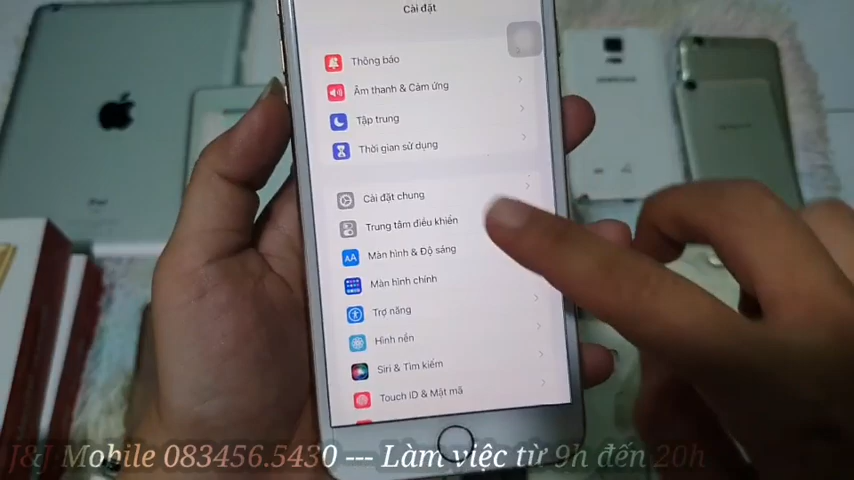 Cài đặt
Thông báo
Âm thanh & Cảm ứng
Tập trung
Thời gian sử dụng
Cài đặt chung
Trung tâm điều khiển
AA
Màn hình & Độ sáng
Màn hình chính
Trợ năng
Hình nền
Siri & Tìm kiếm
Touch ID & Mật mã
iPad
J&J Mobile 083456.5430 --- Làm việc từ 9h đến 20h